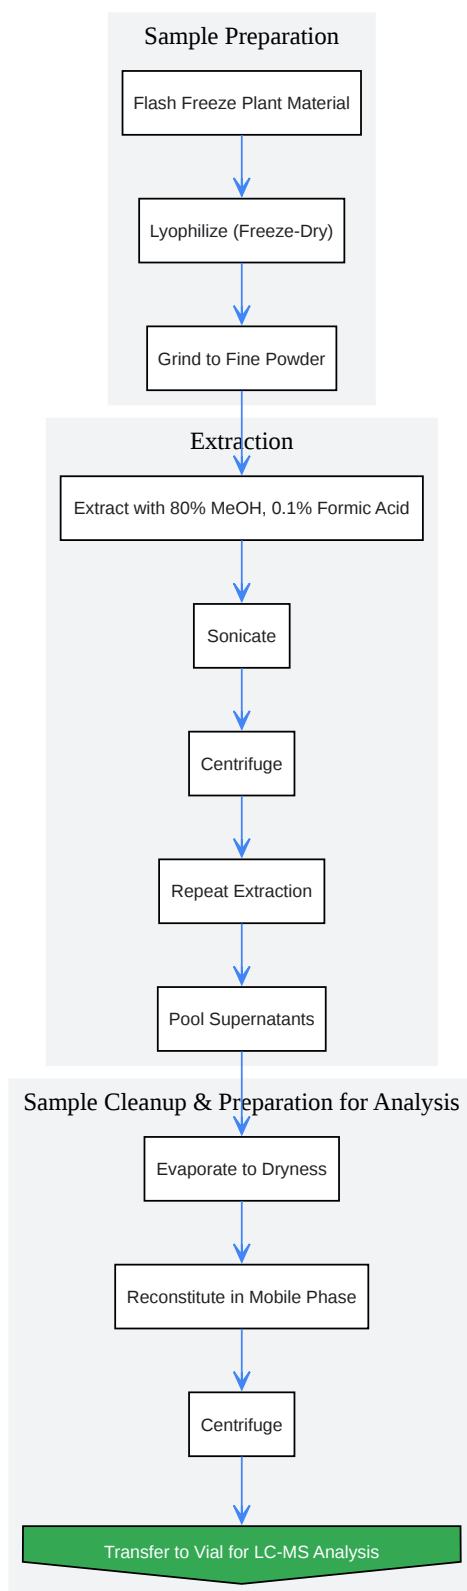 Sample Preparation
Flash Freeze Plant Material
Lyophilize (Freeze-Dry)
Grind to Fine Powder
Extraction
Extract with 80% MeOH, 0.1% Formic Acid
Sonicate
Centrifuge
Repeat Extraction
Pool Supernatants
Sample Cleanup & Preparation for Analysis
Evaporate to Dryness
Reconstitute in Mobile Phase
Centrifuge
Transfer to Vial for LC-MS Analysis